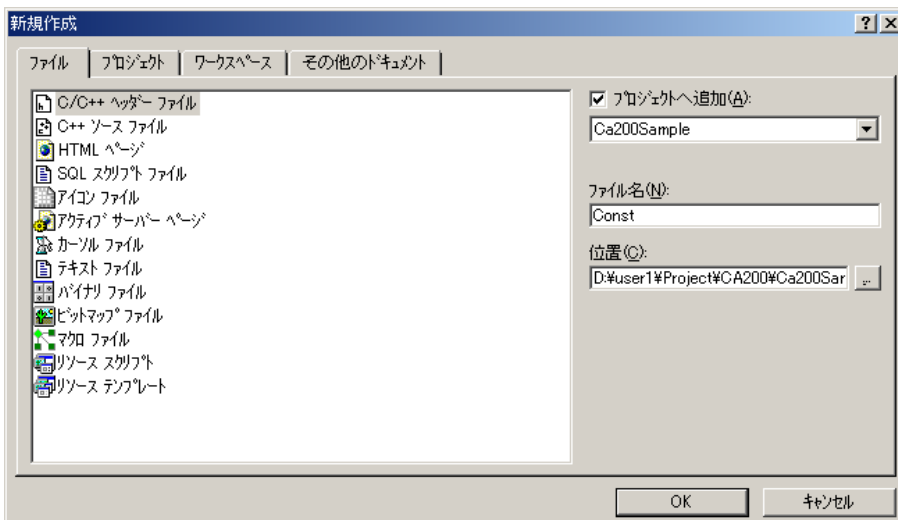 新規作成
ファイル プロジェクト ワークスペース その他のドキュメント
C/C++ ヘッダー ファイル
C++ ソース ファイル
HTML ページ
SQL スクリプト ファイル
アイコン ファイル
アクティブ サーバー ページ
カーソル ファイル
テキスト ファイル
バイナリ ファイル
ビットマップ ファイル
マクロ ファイル
リソース スクリプト
リソース テンプレート
プロジェクトへ追加(A):
Ca200Sample
ファイル名(N):
Const
位置(C):
D:¥user1¥Project¥CA200¥Ca200Sar
...
OK キャンセル